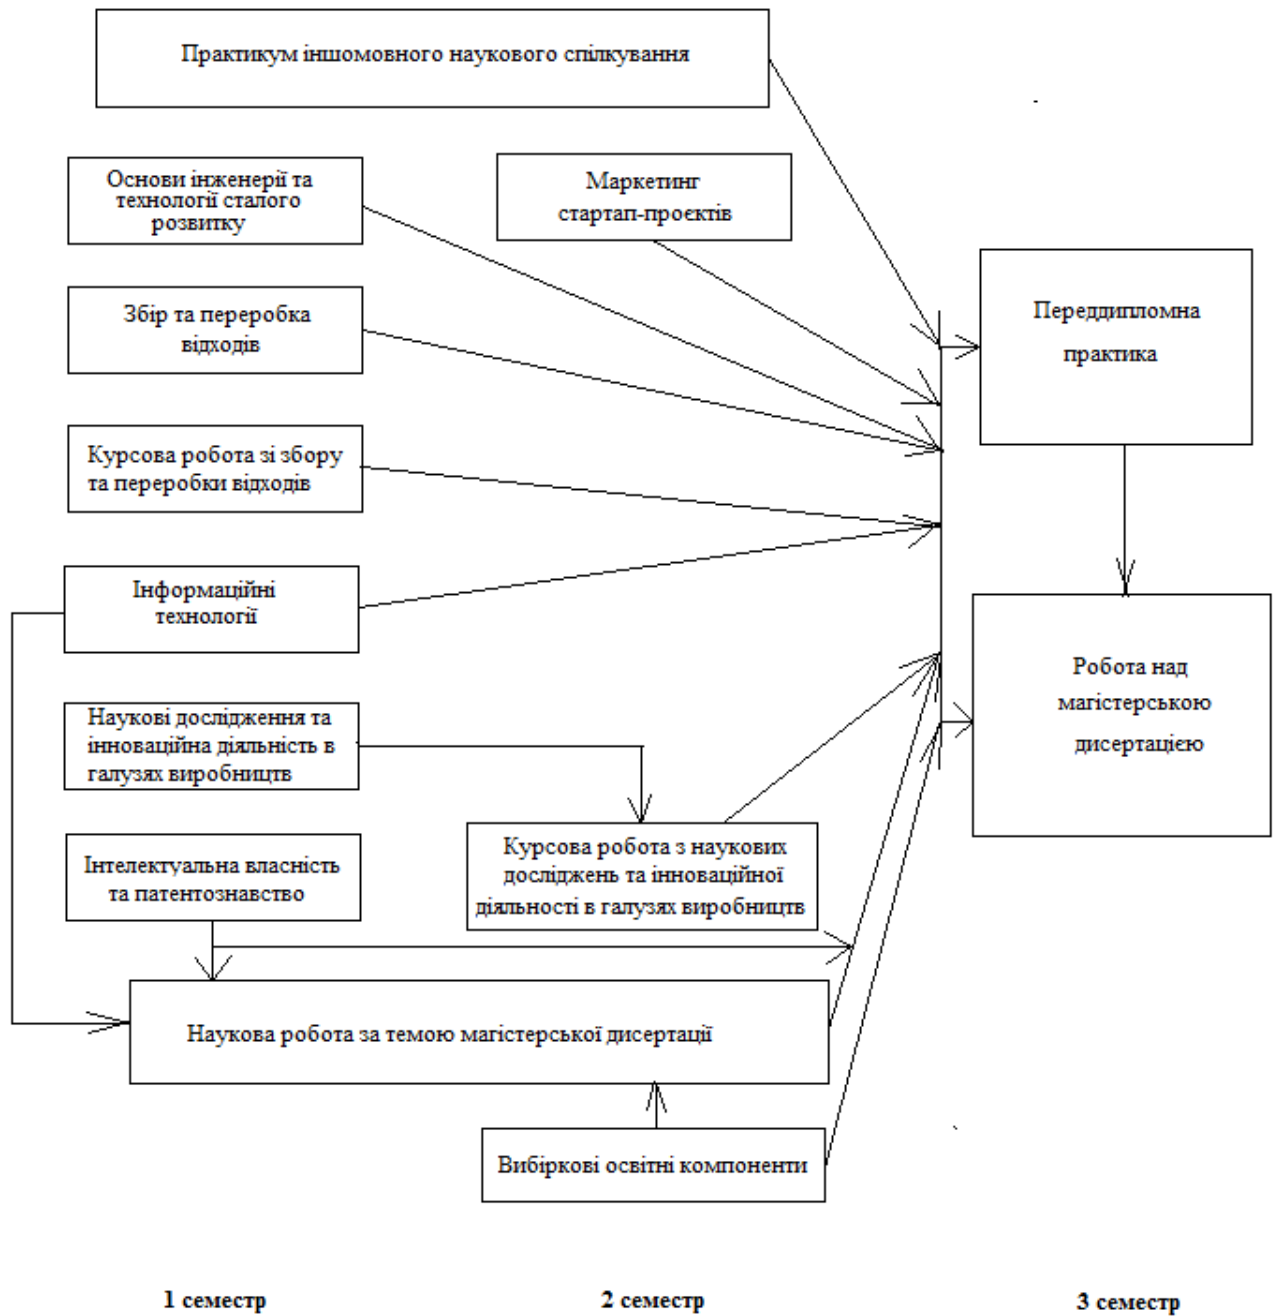 Практикум іншомовного наукового спілкування
Основи інженерії та
технології сталого
розвитку
Маркетинг
стартап-проєктів
Збір та переробка
відходів
Переддипломна
практика
Курсова робота зі збору
та переробки відходів
Інформаційні
технології
Робота над
магістерською
дисертацією
Наукові дослідження та
інноваційна діяльність в
галузях виробництв
Інтелектуальна власність
та патентознавство
Курсова робота з наукових
досліджень та інноваційної
діяльності в галузях виробництв
Наукова робота за темою магістерської дисертації
Вибіркові освітні компоненти
1 семестр
2 семестр
3 семестр